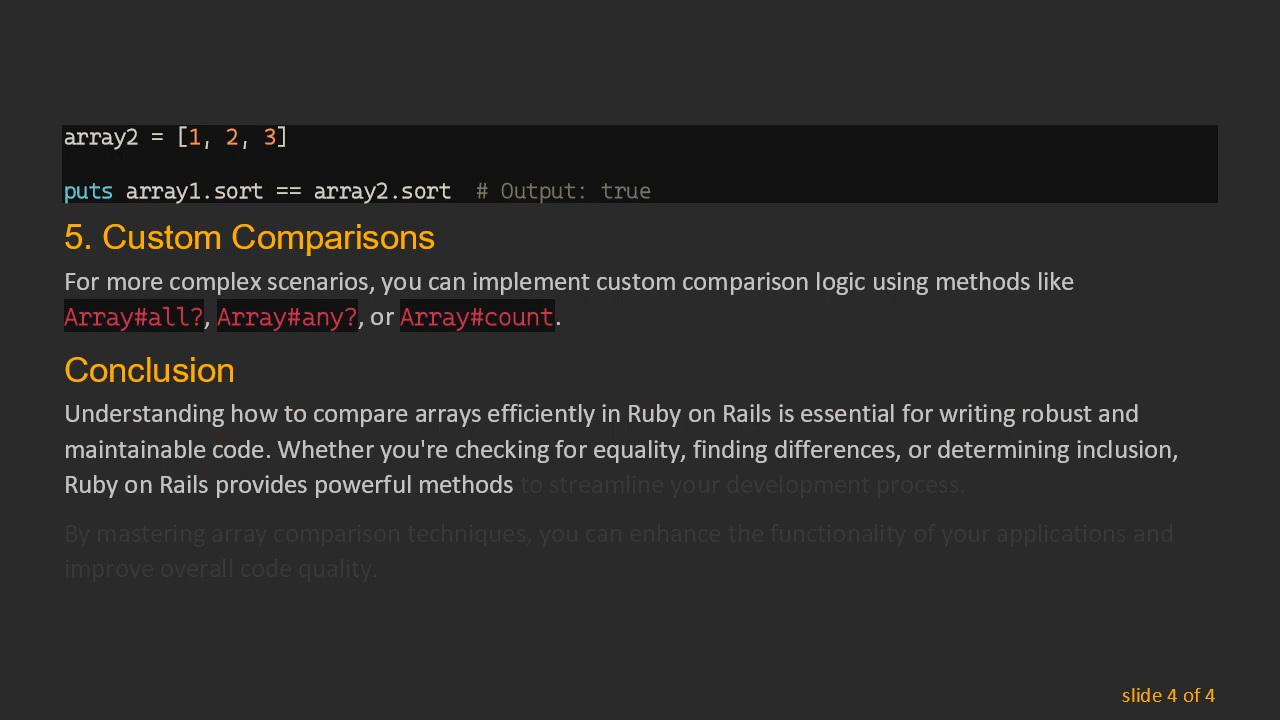 array2 = [1, 2, 3]
puts array1.sort == array2.sort  # Output: true
5. Custom Comparisons
For more complex scenarios, you can implement custom comparison logic using methods like
Array#all?, Array#any?, or Array#count.
Conclusion
Understanding how to compare arrays efficiently in Ruby on Rails is essential for writing robust and
maintainable code. Whether you're checking for equality, finding differences, or determining inclusion,
Ruby on Rails provides powerful methods to streamline your development process.
By mastering array comparison techniques, you can enhance the functionality of your applications and
improve overall code quality.
slide 4 of 4